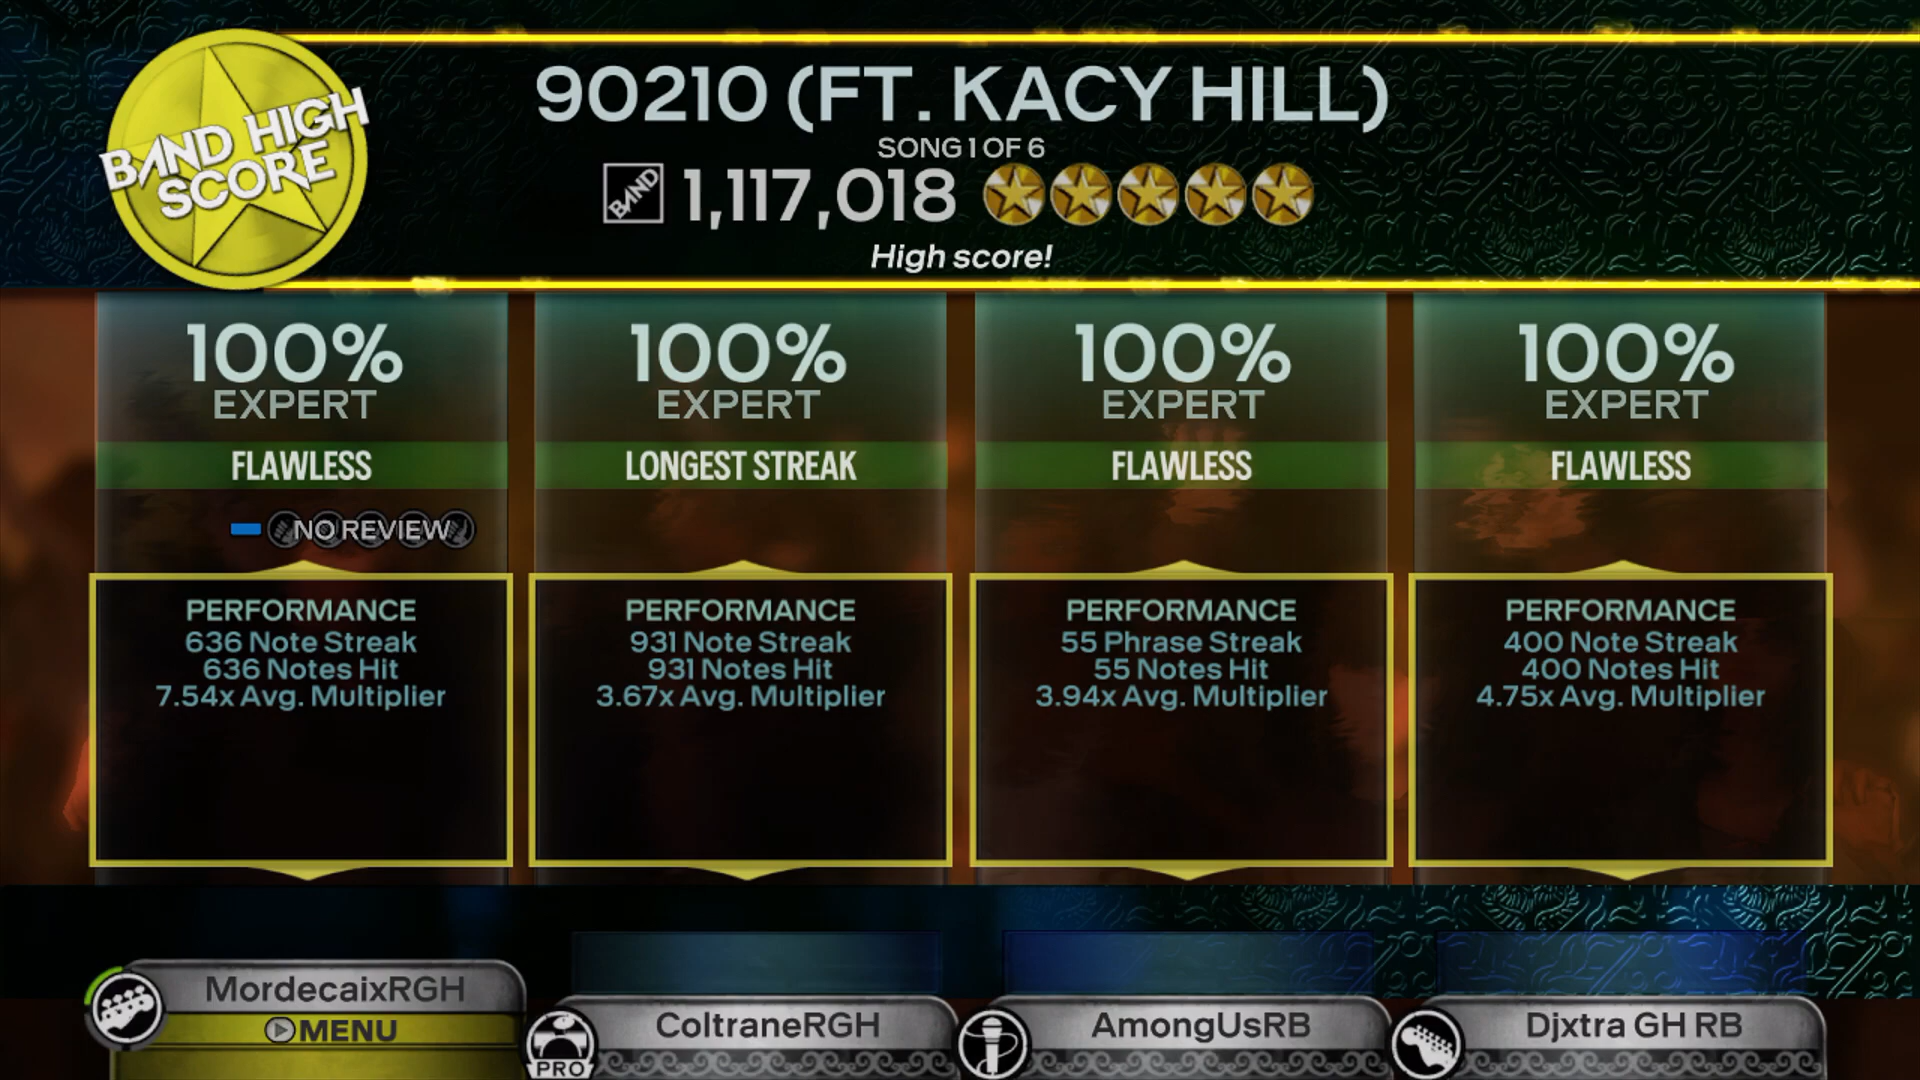 BAND HIGH
SCORE
90210 (FT. KACY HILL)
SONG 1 OF 6
BAND 1,117,018
High score!
100%
EXPERT
FLAWLESS
NO REVIEW
PERFORMANCE
636 Note Streak
636 Notes Hit
7.54x Avg. Multiplier
100%
EXPERT
LONGEST STREAK
PERFORMANCE
931 Note Streak
931 Notes Hit
3.67x Avg. Multiplier
100%
EXPERT
FLAWLESS
PERFORMANCE
55 Phrase Streak
55 Notes Hit
3.94x Avg. Multiplier
100%
EXPERT
FLAWLESS
PERFORMANCE
400 Note Streak
400 Notes Hit
4.75x Avg. Multiplier
MordecaixRGH
MENU
ColtraneRGH
PRO
AmongUsRB
Djxtra GH RB